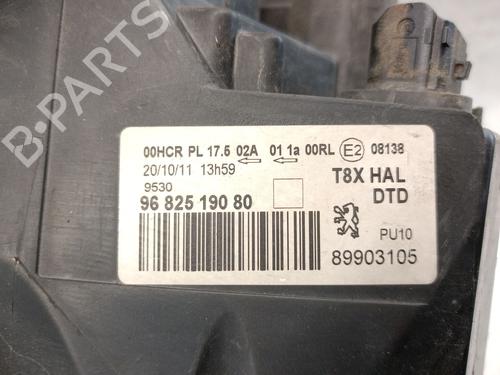 00HCR PL 17.5 02A 01 1a 00RL E2 08138
20/10/11 13h59
9530
96 825 190 80
T8X HAL
DTD
PU10
89903105
B-PARTS